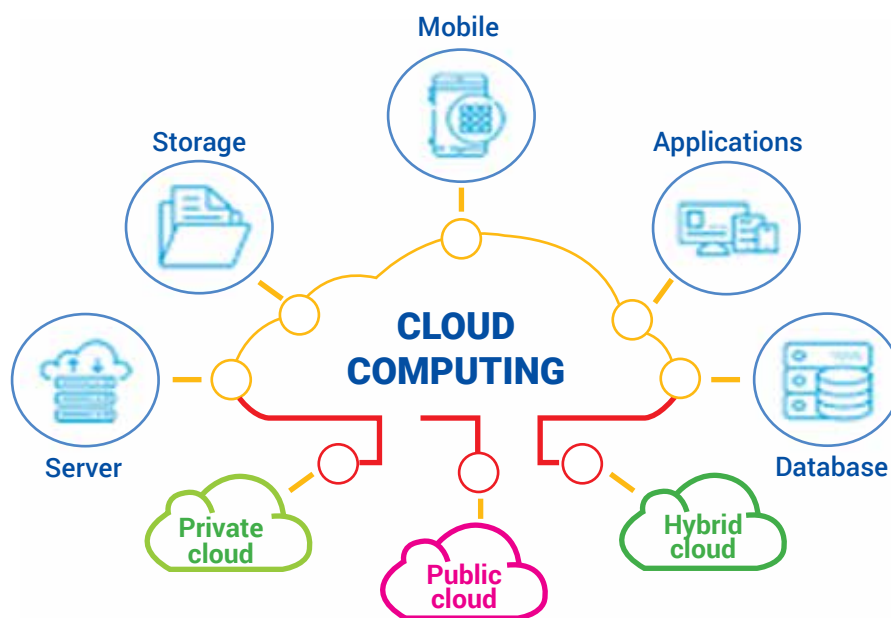 Mobile
Storage
Applications
CLOUD
COMPUTING
Server
Database
Private
cloud
Public
cloud
Hybrid
cloud